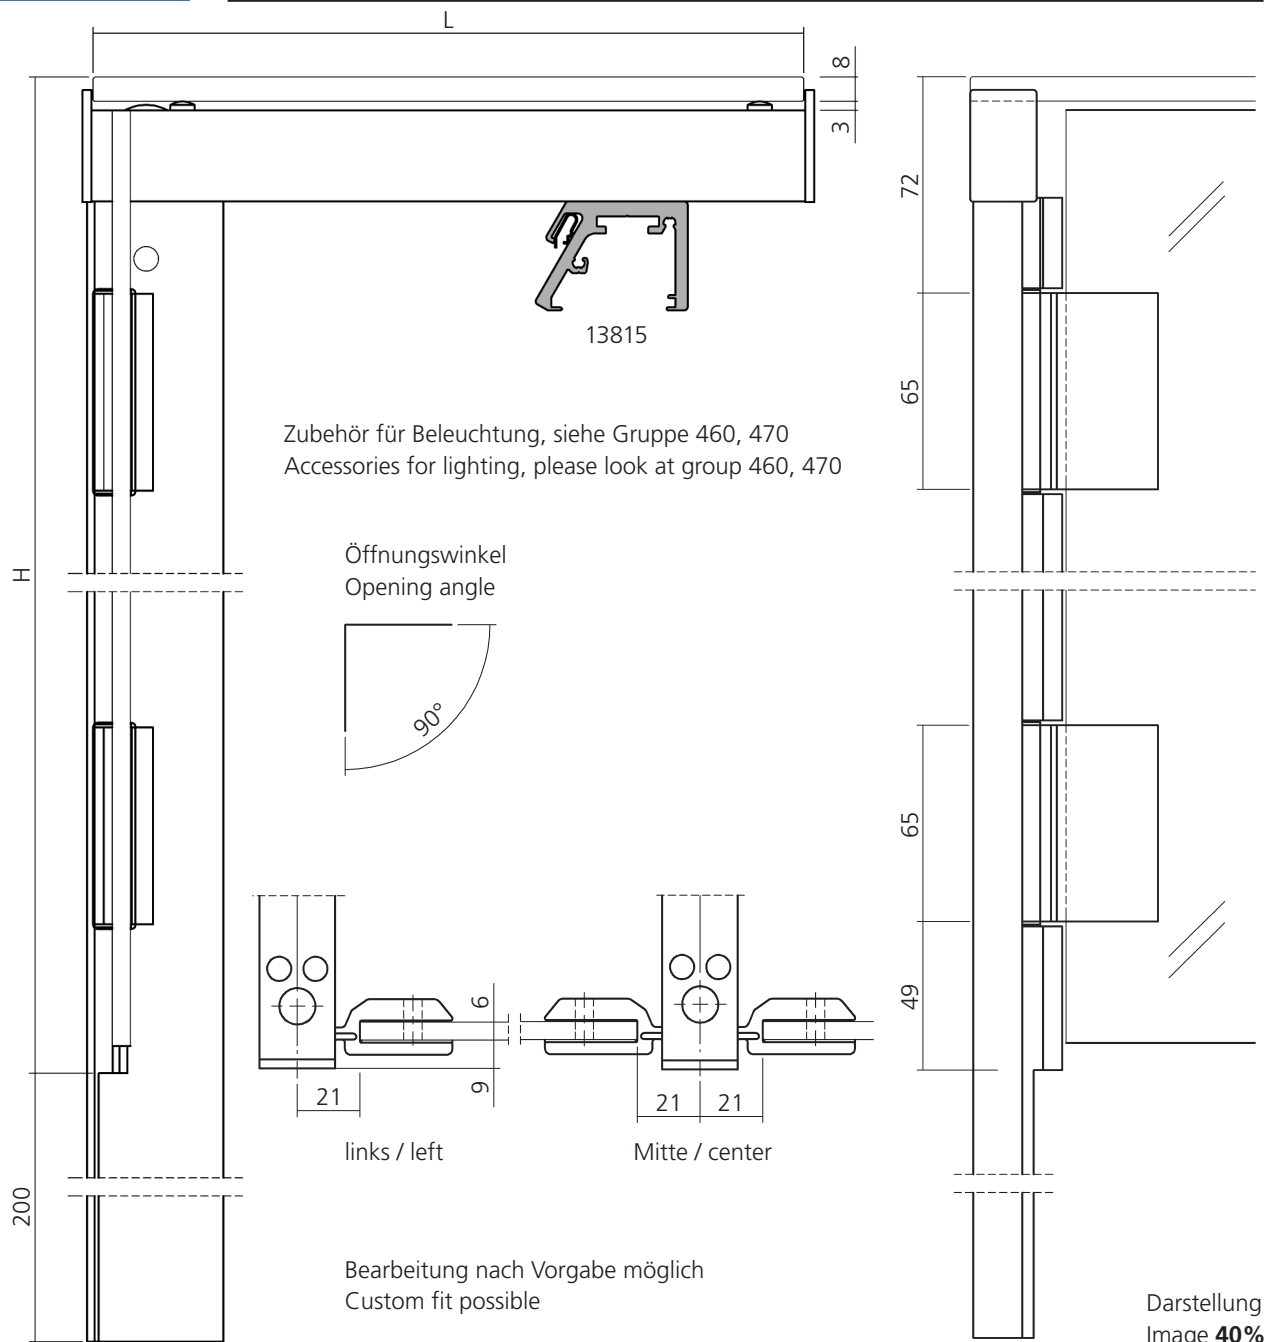 L
8
3
72
13815
65
Zubehör für Beleuchtung, siehe Gruppe 460, 470
Accessories for lighting, please look at group 460, 470
Öffnungswinkel
Opening angle
H
90°
65
49
6
9
21
21
21
links / left
Mitte / center
200
Bearbeitung nach Vorgabe möglich
Custom fit possible
Darstellung
Image 40%